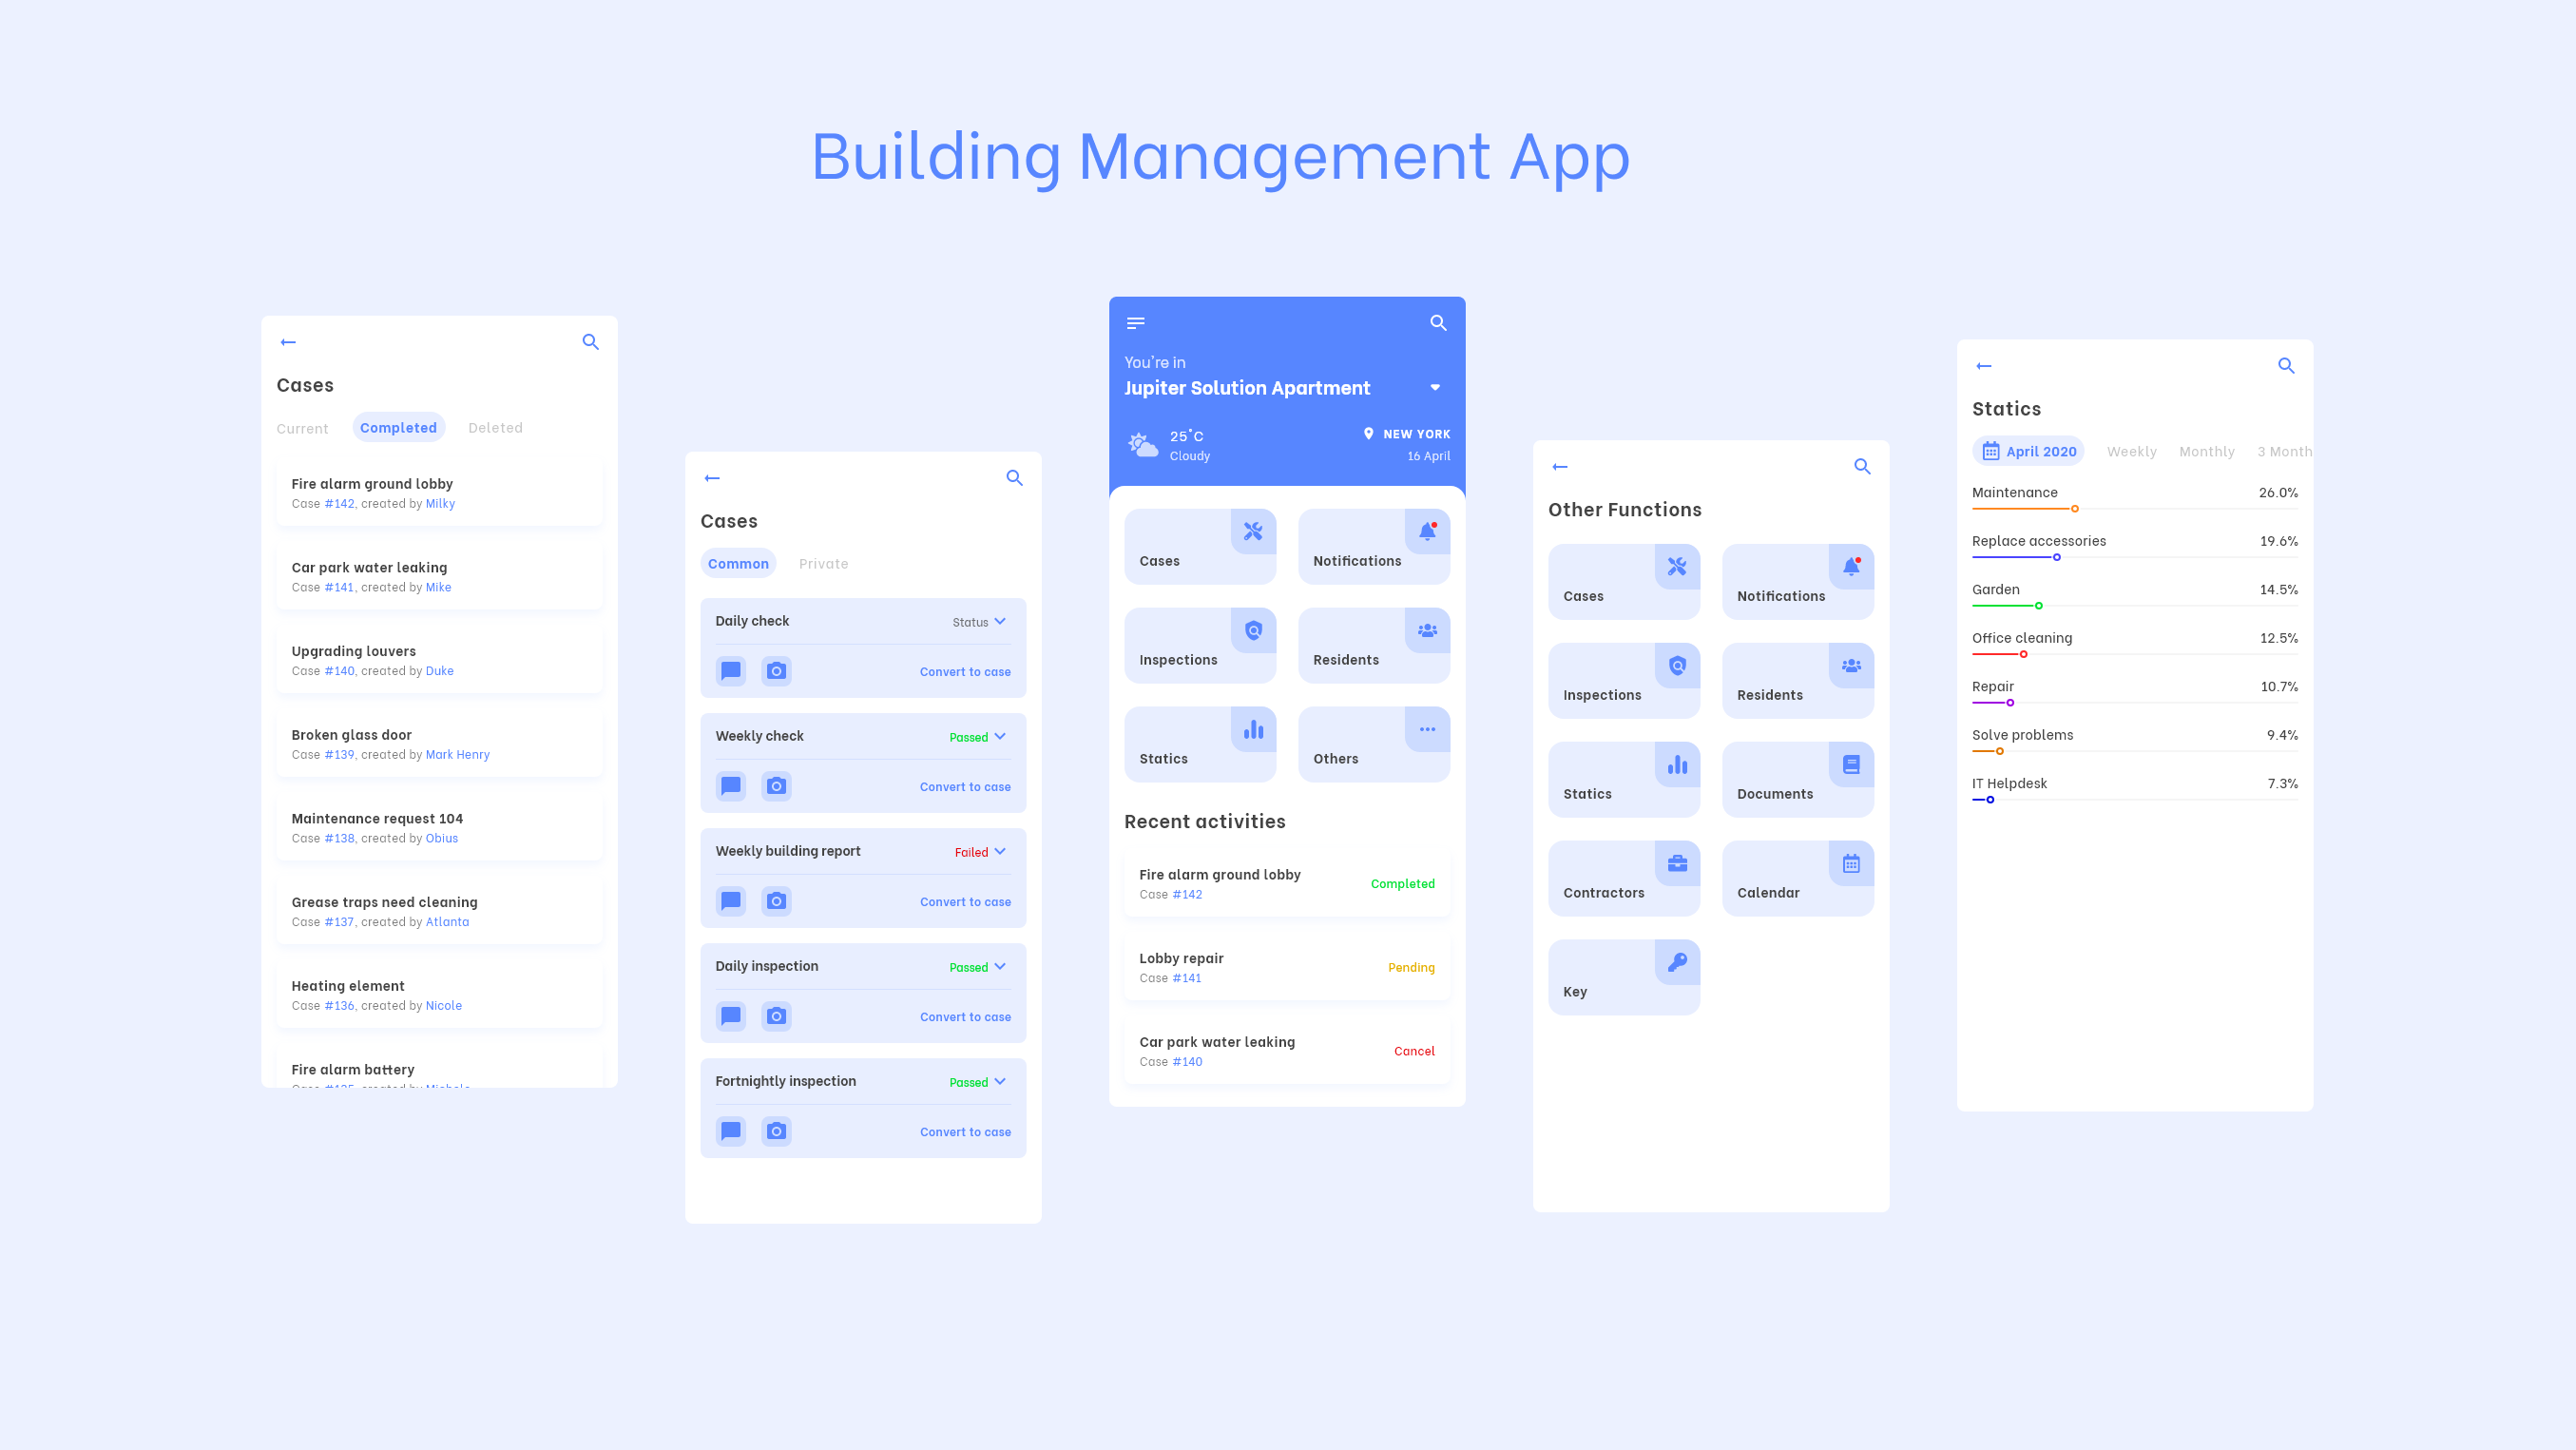 Building Management App
Cases
Current Completed Deleted
Fire alarm ground lobby
Case #142, created by Milky
Car park water leaking
Case #141, created by Mike
Upgrading louvers
Case #140, created by Duke
Broken glass door
Case #139, created by Mark Henry
Maintenance request 104
Case #138, created by Obius
Grease traps need cleaning
Case #137, created by Atlanta
Heating element
Case #136, created by Nicole
Fire alarm battery
Case #135, created by
Cases
Common Private
Daily check Status
Convert to case
Weekly check Passed
Convert to case
Weekly building report Failed
Convert to case
Daily inspection Passed
Convert to case
Fortnightly inspection Passed
Convert to case
You're in
Jupiter Solution Apartment
25°C NEW YORK
Cloudy 16 April
Cases Notifications
Inspections Residents
Statics Others
Recent activities
Fire alarm ground lobby
Case #142
Completed
Lobby repair
Case #141
Pending
Car park water leaking
Case #140
Cancel
Other Functions
Cases Notifications
Inspections Residents
Statics Documents
Contractors Calendar
Key
Statics
April 2020 Weekly Monthly 3 Month
Maintenance 26.0%
Replace accessories 19.6%
Garden 14.5%
Office cleaning 12.5%
Repair 10.7%
Solve problems 9.4%
IT Helpdesk 7.3%